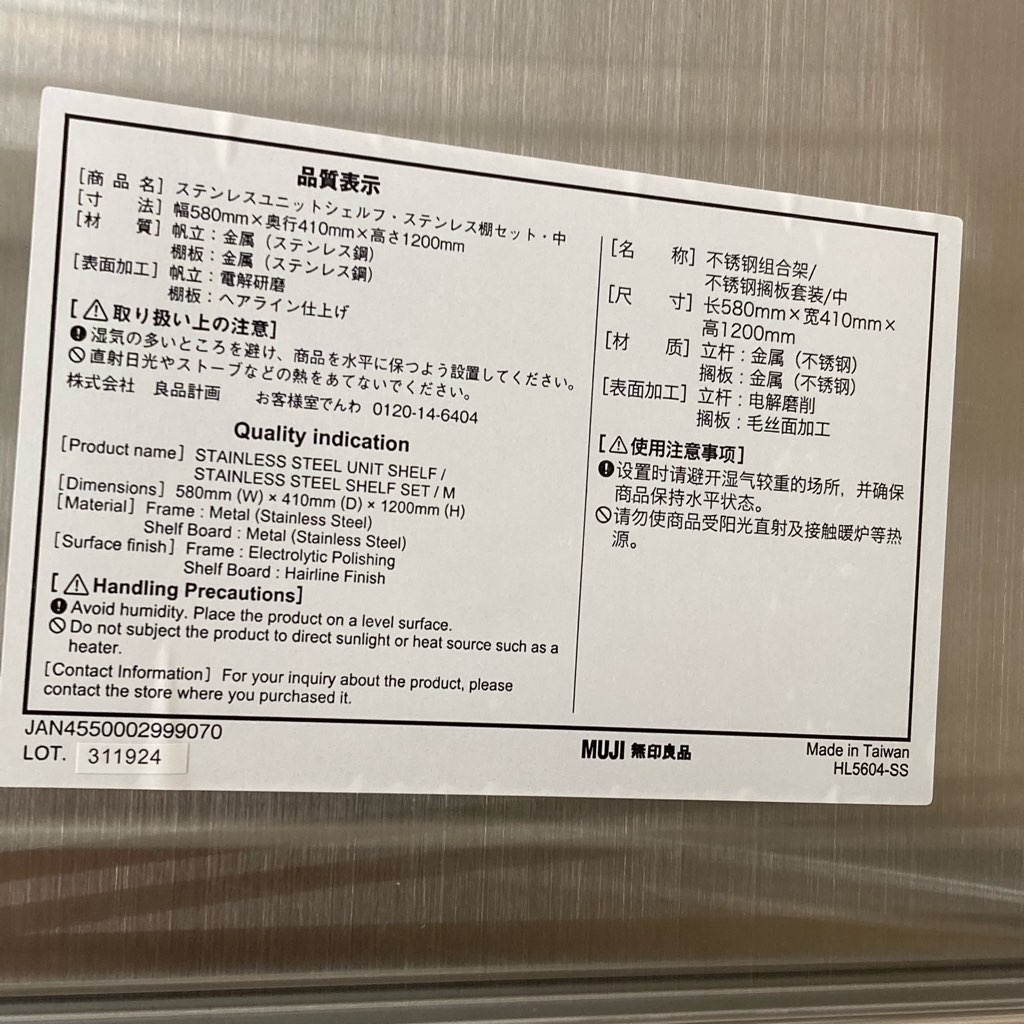 品質表示
[商品名] ステンレスユニットシェルフ・ステンレス棚セット・中
[寸　法] 幅580mm×奥行410mm×高さ1200mm
[材　質] 帆立：金属（ステンレス鋼）
棚板：金属（ステンレス鋼）
[表面加工] 帆立：電解研磨
棚板：ヘアライン仕上げ
[⚠取り扱い上の注意]
湿気の多いところを避け、商品を水平に保つよう設置してください。
直射日光やストーブなどの熱をあてないでください。
株式会社　良品計画　お客様室でんわ 0120-14-6404
Quality indication
[Product name] STAINLESS STEEL UNIT SHELF /
STAINLESS STEEL SHELF SET / M
[Dimensions] 580mm (W) × 410mm (D) × 1200mm (H)
[Material] Frame : Metal (Stainless Steel)
Shelf Board : Metal (Stainless Steel)
[Surface finish] Frame : Electrolytic Polishing
Shelf Board : Hairline Finish
[⚠Handling Precautions]
Avoid humidity. Place the product on a level surface.
Do not subject the product to direct sunlight or heat source such as a
heater.
[Contact Information] For your inquiry about the product, please
contact the store where you purchased it.
[名　称] 不锈钢组合架/
不锈钢搁板套装/中
[尺　寸] 长580mm×宽410mm×
高1200mm
[材　质] 立杆：金属（不锈钢）
搁板：金属（不锈钢）
[表面加工] 立杆：电解磨削
搁板：毛丝面加工
[⚠使用注意事项]
设置时请避开湿气较重的场所，并确保
商品保持水平状态。
请勿使商品受阳光直射及接触暖炉等热
源。
JAN4550002999070
LOT. 311924
MUJI 無印良品
Made in Taiwan
HL5604-SS